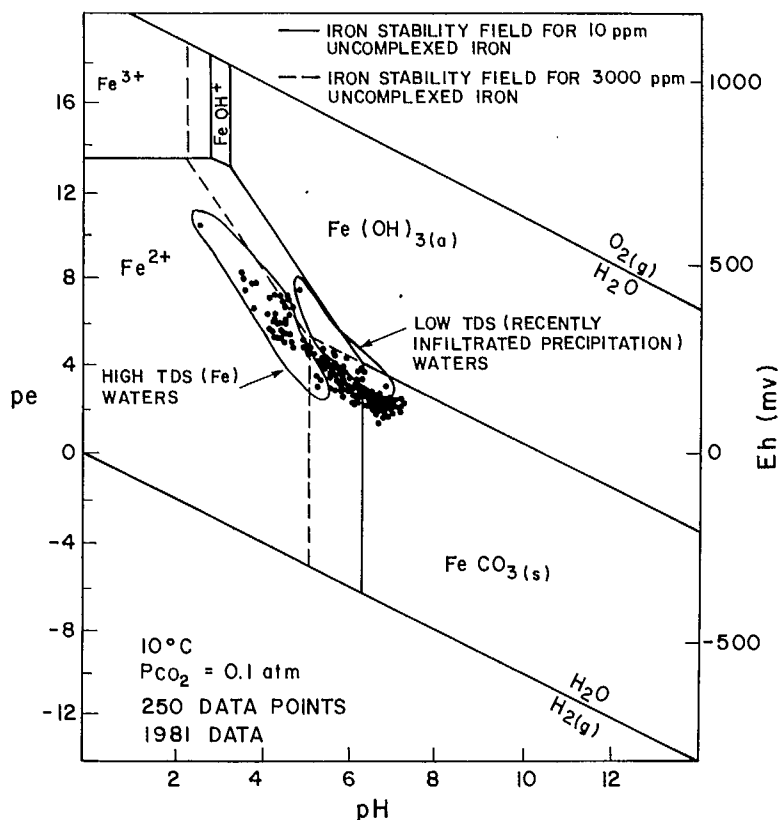 IRON STABILITY FIELD FOR 10 ppm
UNCOMPLEXED IRON
IRON STABILITY FIELD FOR 3000 ppm
UNCOMPLEXED IRON
Fe3+
Fe OH+
Fe (OH)3(a)
Fe2+
O2(g)
H2O
LOW TDS (RECENTLY
INFILTRATED PRECIPITATION)
WATERS
HIGH TDS (Fe)
WATERS
Fe CO3(s)
H2O
H2(g)
10°C
PCO2 = 0.1 atm
250 DATA POINTS
1981 DATA
pe
16
12
8
4
0
-4
-8
-12
2
4
6
8
10
12
pH
1000
500
0
-500
Eh (mv)